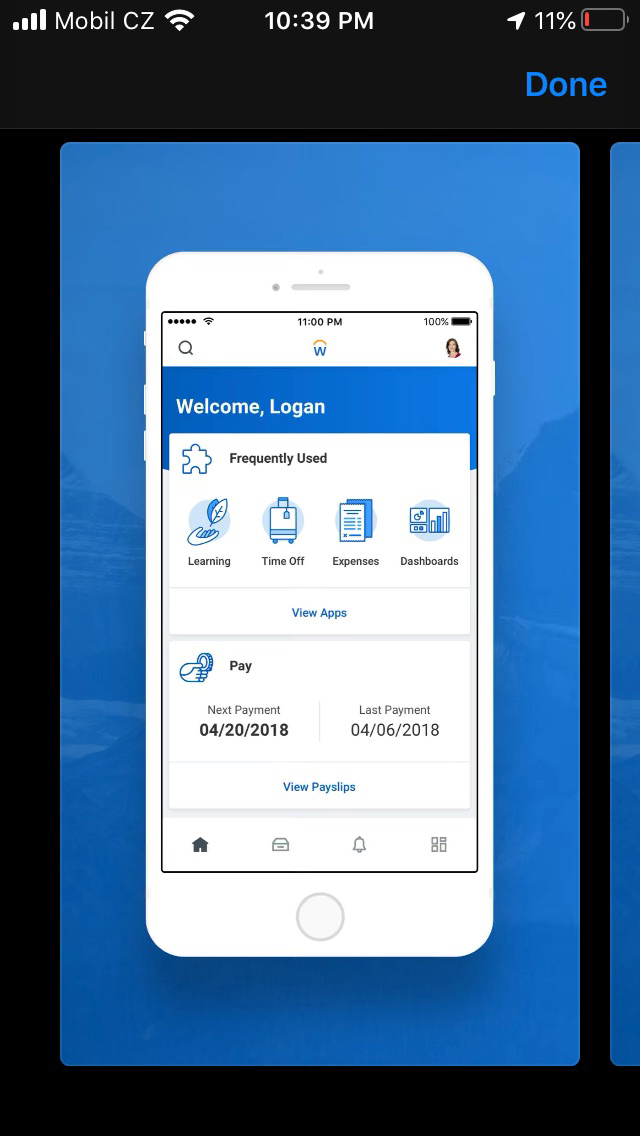 Mobil CZ 10:39 PM 11%
Done
11:00 PM 100%
W
Welcome, Logan
Frequently Used
Learning Time Off Expenses Dashboards
View Apps
Pay
Next Payment Last Payment
04/20/2018 04/06/2018
View Payslips